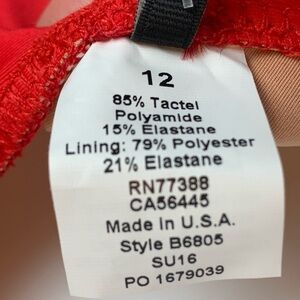 12
85% Tactel
Polyamide
15% Elastane
Lining: 79% Polyester
21% Elastane
RN77388
CA56445
Made in U.S.A.
Style B6805
SU16
PO 1679039